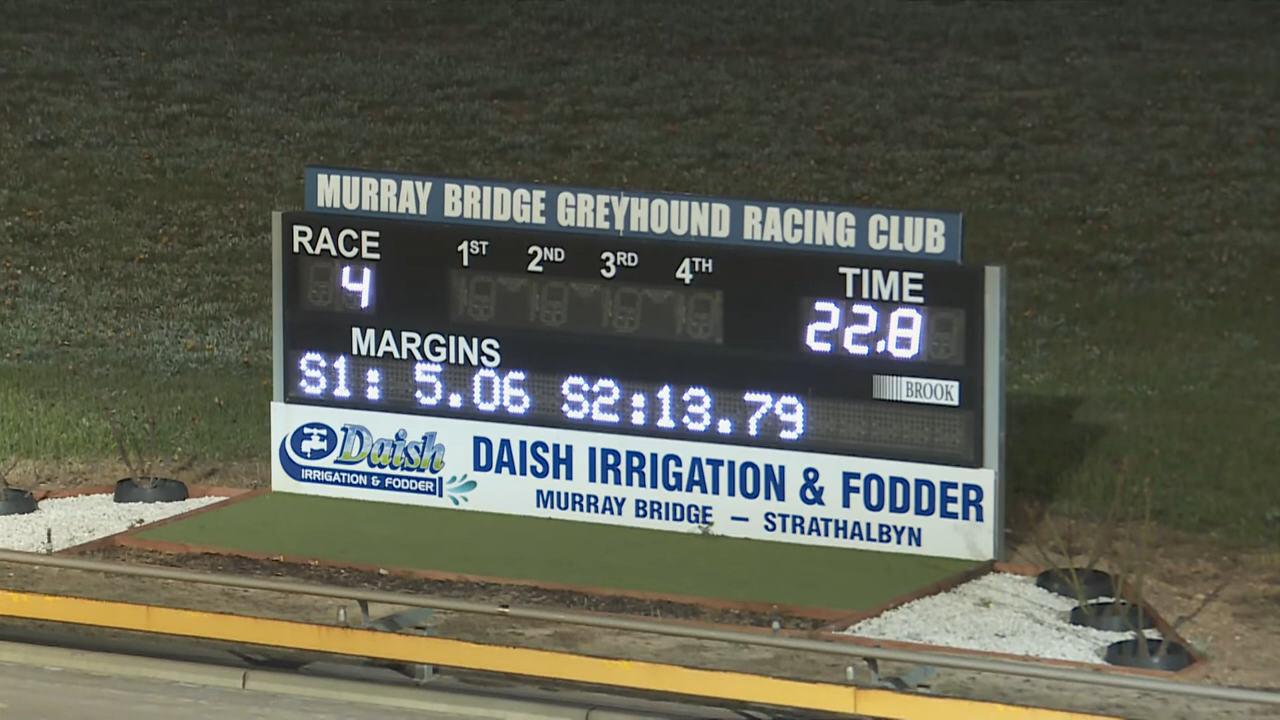 MURRAY BRIDGE GREYHOUND RACING CLUB
RACE 1ST 2ND 3RD 4TH TIME
4 22.8
MARGINS
S1: 5.06 S2:13.79
BROOK
Daish
IRRIGATION & FODDER
DAISH IRRIGATION & FODDER
MURRAY BRIDGE – STRATHALBYN